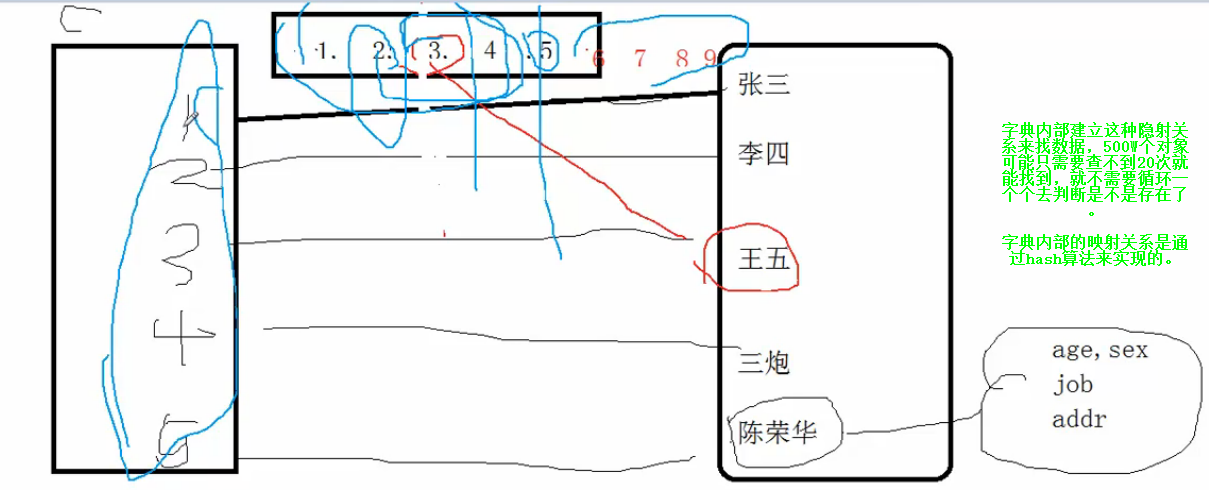 1. 2. 3. 4 .5 6 7 8 9
1
2
3
4
5
张三
李四
王五
三炮
陈荣华
age,sex
job
addr
字典内部建立这种隐射关
系来找数据，500W个对象
可能只需要查不到20次就
能找到，就不需要循环一
个个去判断是不是存在了
。
字典内部的映射关系是通
过hash算法来实现的。